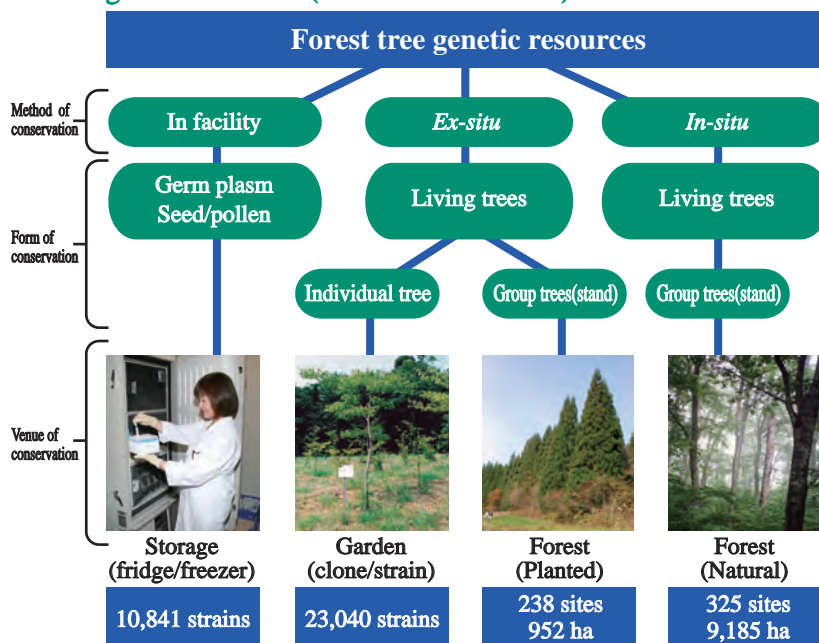 Forest tree genetic resources
Method of
conservation
In facility
Ex-situ
In-situ
Form of
conservation
Germ plasm
Seed/pollen
Living trees
Living trees
Individual tree
Group trees(stand)
Group trees(stand)
Venue of
conservation
Storage
(fridge/freezer)
Garden
(clone/strain)
Forest
(Planted)
Forest
(Natural)
10,841 strains
23,040 strains
238 sites
952 ha
325 sites
9,185 ha